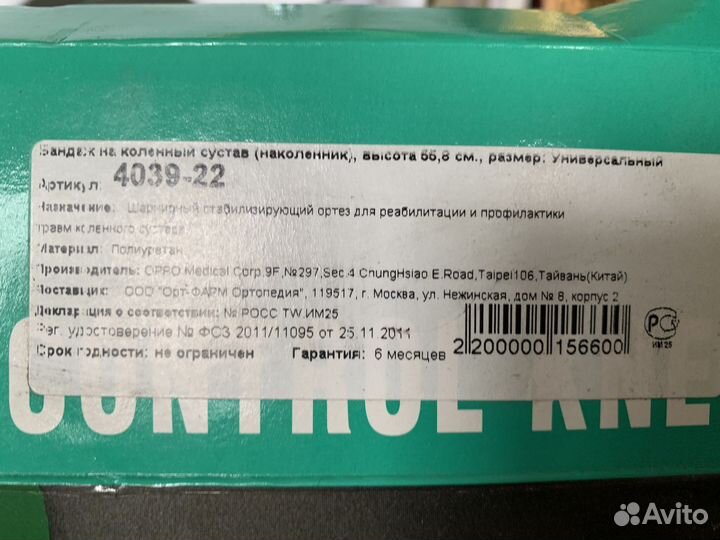 Бандаж на коленный сустав (наколенник), высота 55,8 см., размер: Универсальный
Артикул: 4039-22
Назначение: Шарнирный стабилизирующий ортез для реабилитации и профилактики
травм коленного сустава
Материал: Полиуретан
Производитель: OPPO Medical Corp.9F,№297,Sec.4 ChungHsiao E.Road,Taipei106,Тайвань(Китай)
Поставщик: ООО "Орт-ФАРМ Ортопедия", 119517, г. Москва, ул. Нежинская, дом № 8, корпус 2
Декларация о соответствии: № РОСС TW.ИМ25
Рег. удостоверение № ФСЗ 2011/11095 от 25.11.2011
Срок годности: не ограничен Гарантия: 6 месяцев
2 200000 156600
РС
ИМ25
CONTROL KNE
Avito